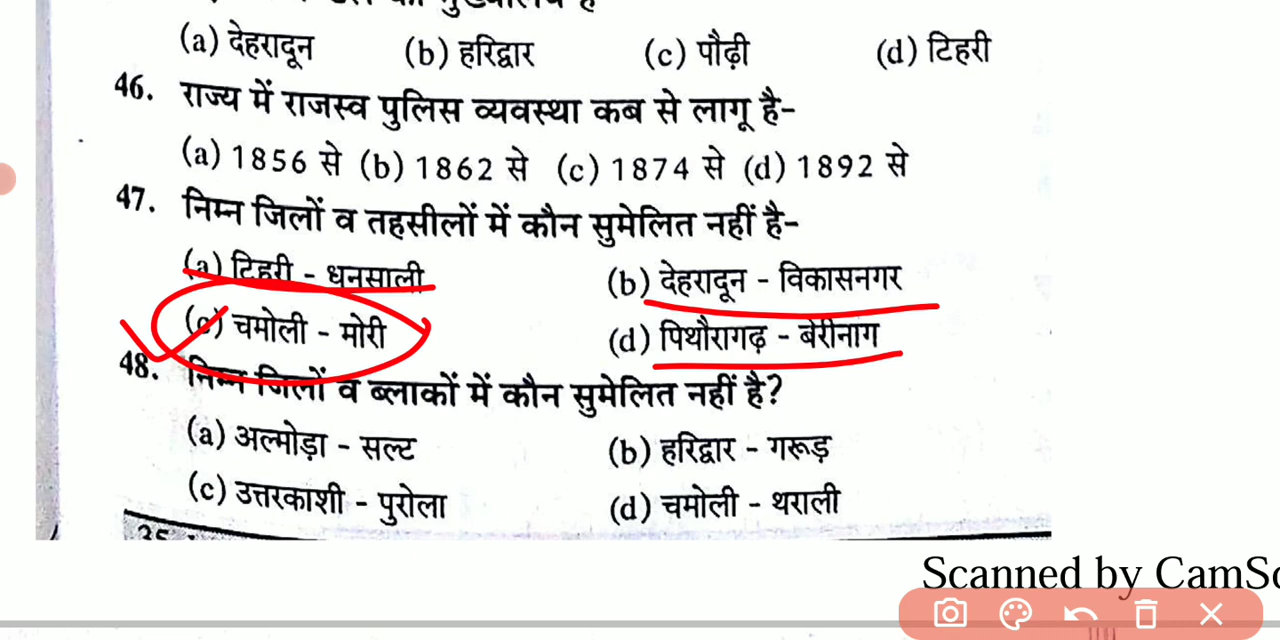 (a) देहरादून (b) हरिद्वार (c) पौढ़ी (d) टिहरी
46. राज्य में राजस्व पुलिस व्यवस्था कब से लागू है-
(a) 1856 से (b) 1862 से (c) 1874 से (d) 1892 से
47. निम्न जिलों व तहसीलों में कौन सुमेलित नहीं है-
(a) टिहरी - धनसाली (b) देहरादून - विकासनगर
(c) चमोली - मोरी (d) पिथौरागढ़ - बेरीनाग
48. निम्न जिलों व ब्लाकों में कौन सुमेलित नहीं है?
(a) अल्मोड़ा - सल्ट (b) हरिद्वार - गरूड़
(c) उत्तरकाशी - पुरोला (d) चमोली - थराली
Scanned by